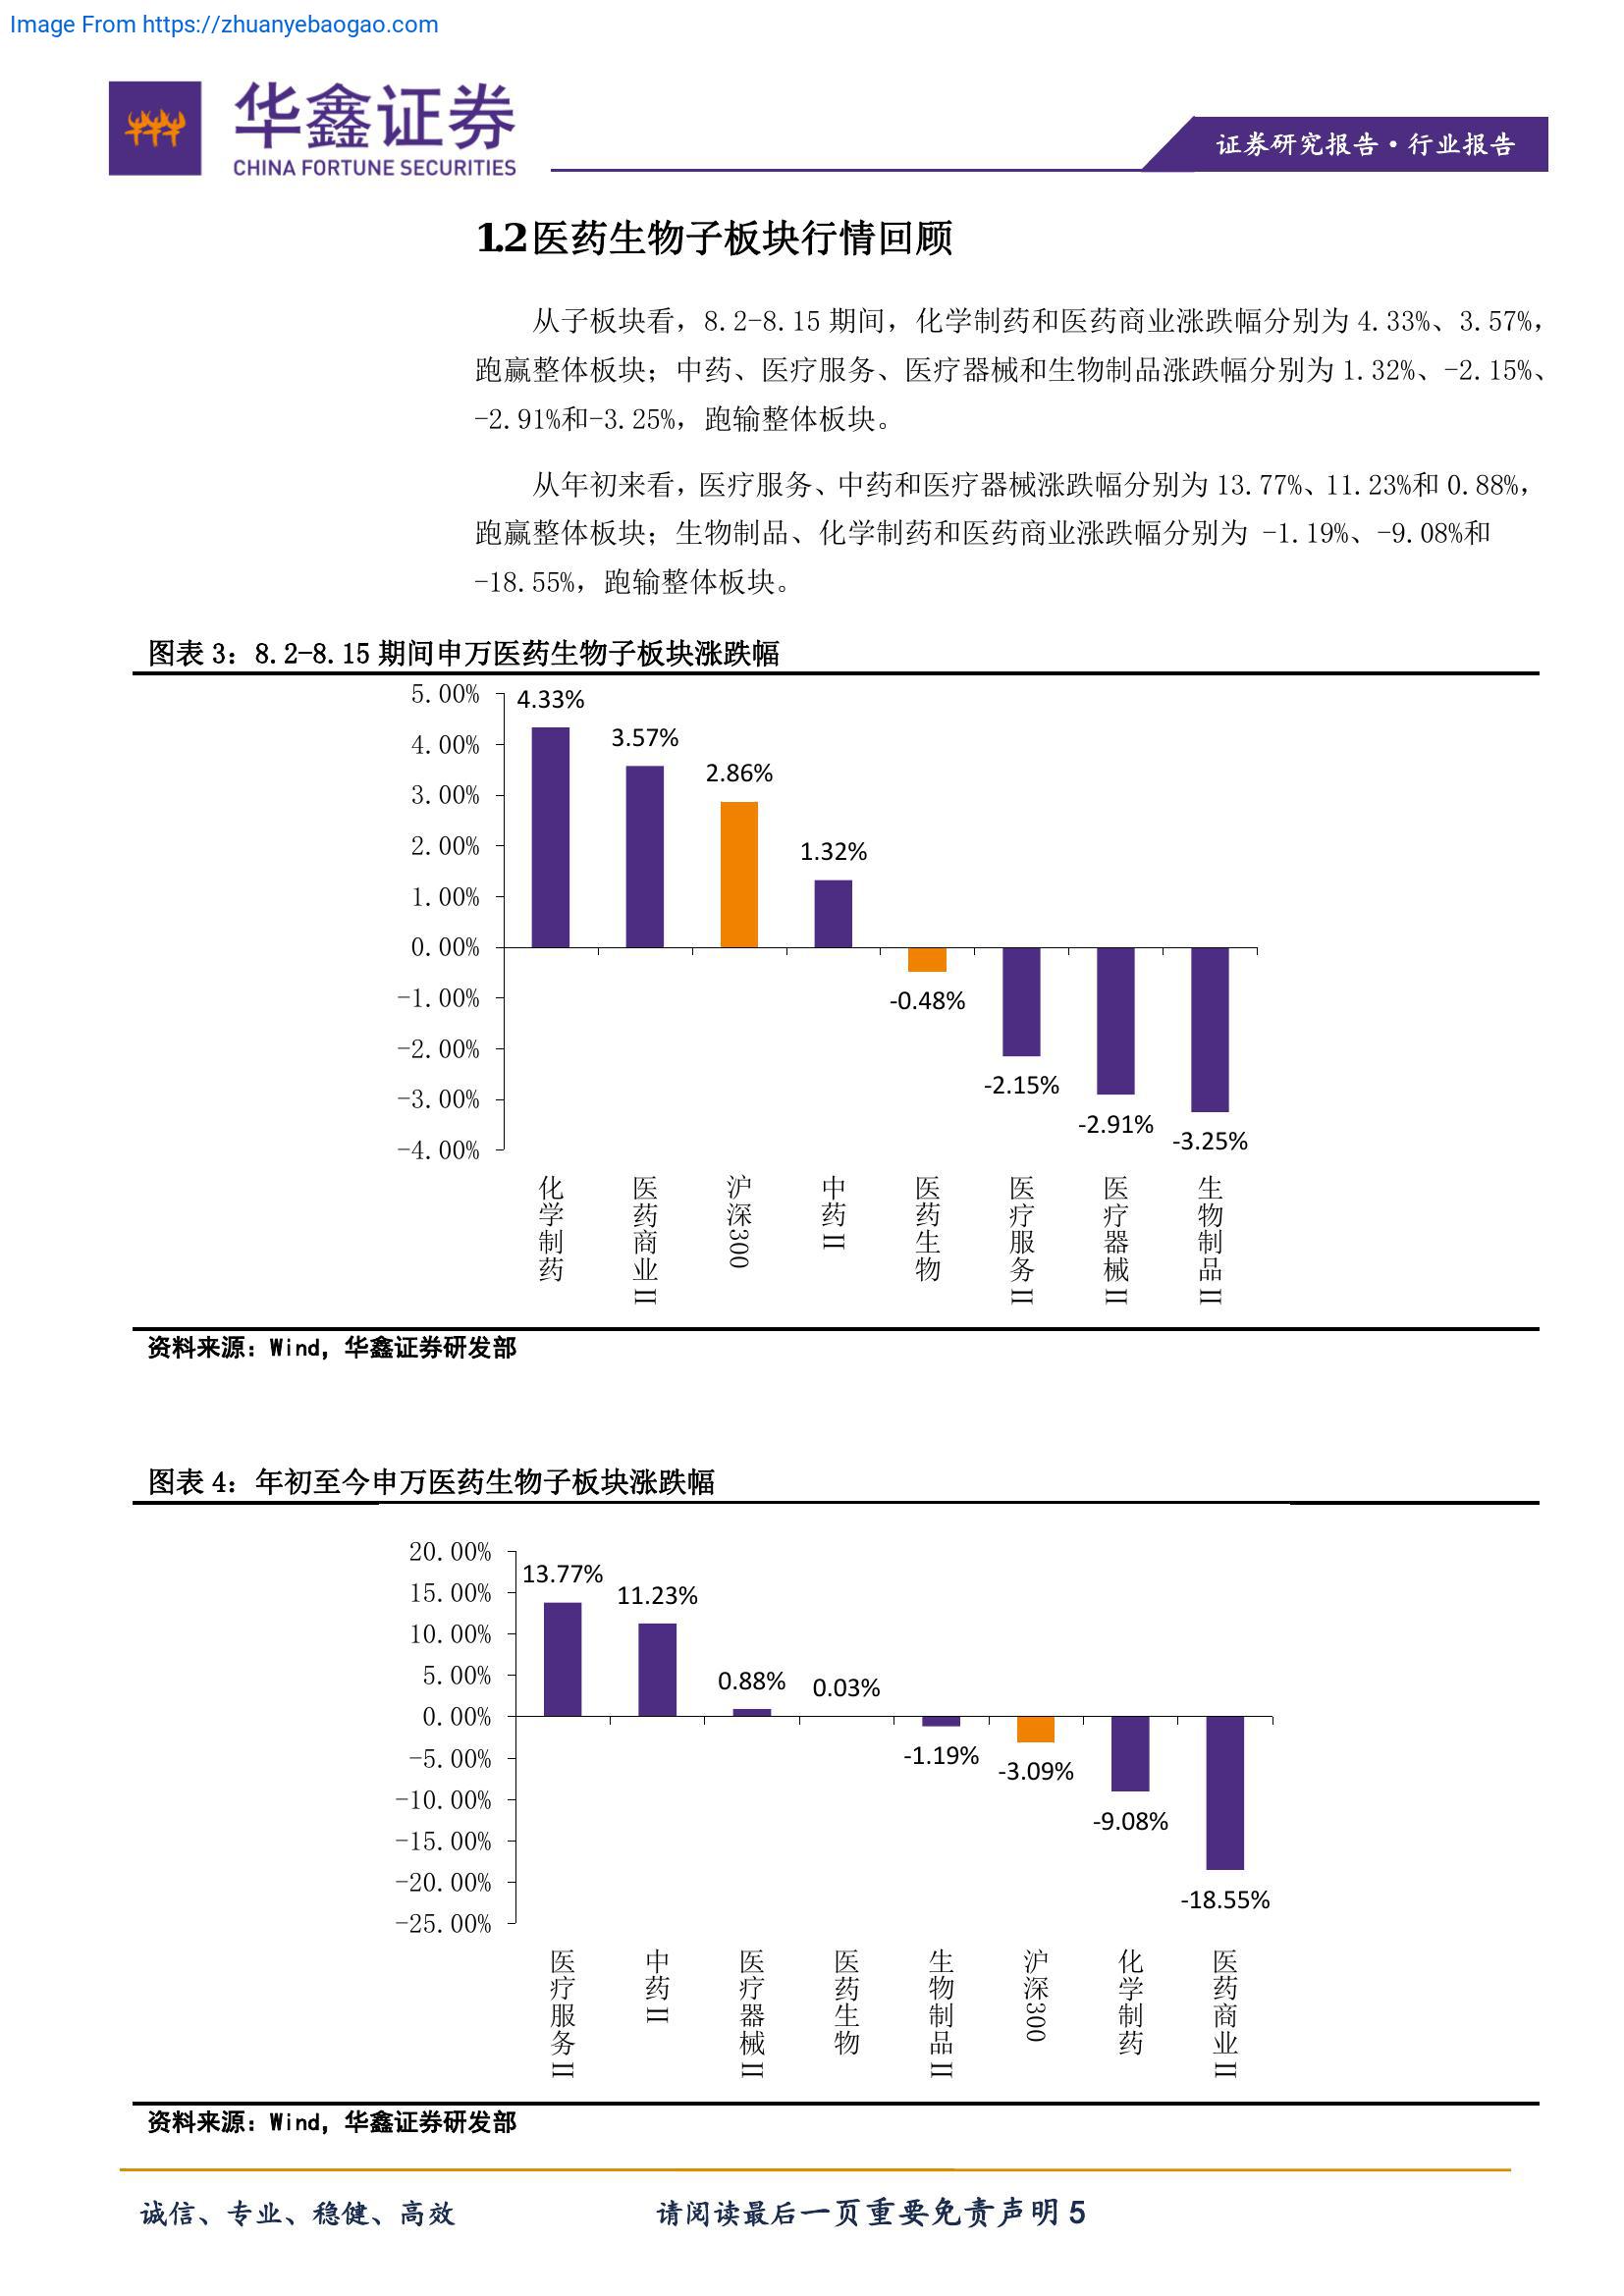 Image From https://zhuanyebaogao.com
华鑫证券
CHINA FORTUNE SECURITIES
证券研究报告·行业报告
1.2 医药生物子板块行情回顾
从子板块看，8.2-8.15 期间，化学制药和医药商业涨跌幅分别为 4.33%、3.57%，
跑赢整体板块；中药、医疗服务、医疗器械和生物制品涨跌幅分别为 1.32%、-2.15%、
-2.91%和-3.25%，跑输整体板块。
从年初来看，医疗服务、中药和医疗器械涨跌幅分别为 13.77%、11.23%和 0.88%，
跑赢整体板块；生物制品、化学制药和医药商业涨跌幅分别为 -1.19%、-9.08%和
-18.55%，跑输整体板块。
图表 3：8.2-8.15 期间申万医药生物子板块涨跌幅
5.00%
4.00%
3.00%
2.00%
1.00%
0.00%
-1.00%
-2.00%
-3.00%
-4.00%
4.33%
3.57%
2.86%
1.32%
-0.48%
-2.15%
-2.91%
-3.25%
化学制药
医药商业II
沪深300
中药II
医药生物
医疗服务II
医疗器械II
生物制品II
资料来源：Wind，华鑫证券研发部
图表 4：年初至今申万医药生物子板块涨跌幅
20.00%
15.00%
10.00%
5.00%
0.00%
-5.00%
-10.00%
-15.00%
-20.00%
-25.00%
13.77%
11.23%
0.88%
0.03%
-1.19%
-3.09%
-9.08%
-18.55%
医疗服务II
中药II
医疗器械II
医药生物
生物制品II
沪深300
化学制药
医药商业II
资料来源：Wind，华鑫证券研发部
诚信、专业、稳健、高效
请阅读最后一页重要免责声明 5